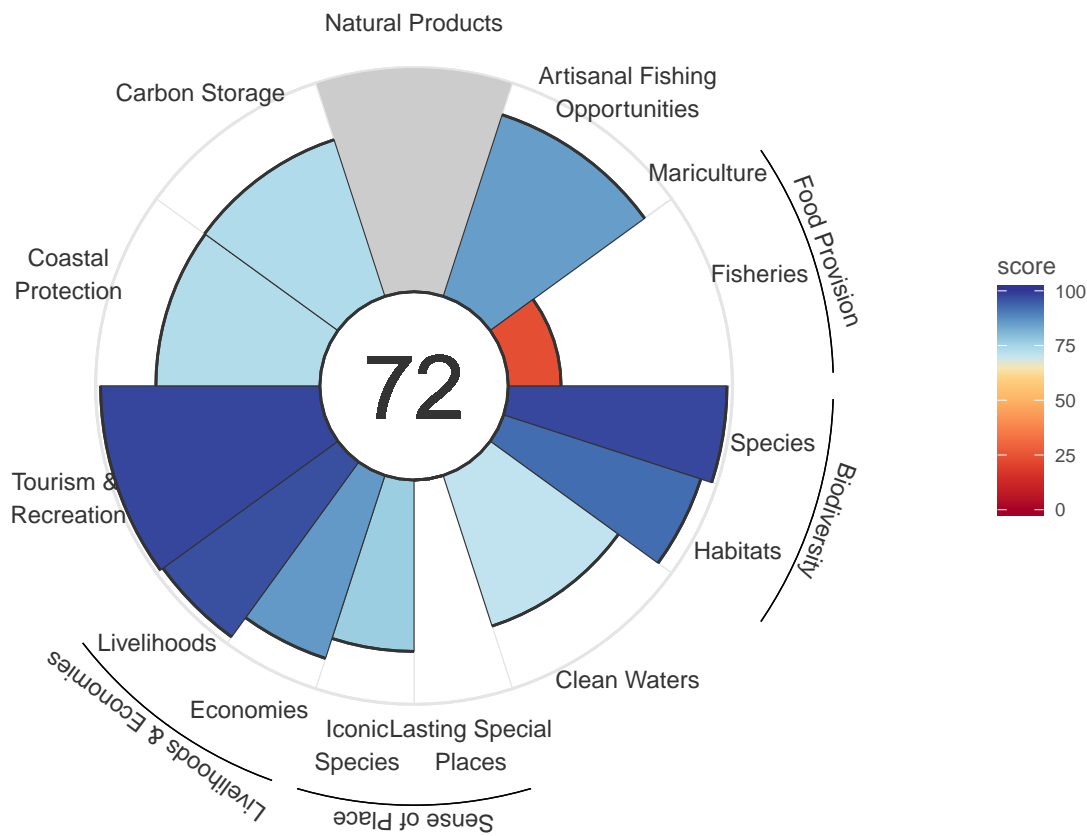 Natural Products
Carbon Storage
Artisanal Fishing
Opportunities
Mariculture
Food Provision
Fisheries
Coastal
Protection
score
100
75
50
25
0
72
Species
Biodiversity
Habitats
Tourism &
Recreation
Livelihoods
Livelihoods & Economies
Economies
Clean Waters
Iconic
Species
Lasting Special
Places
Sense of Place